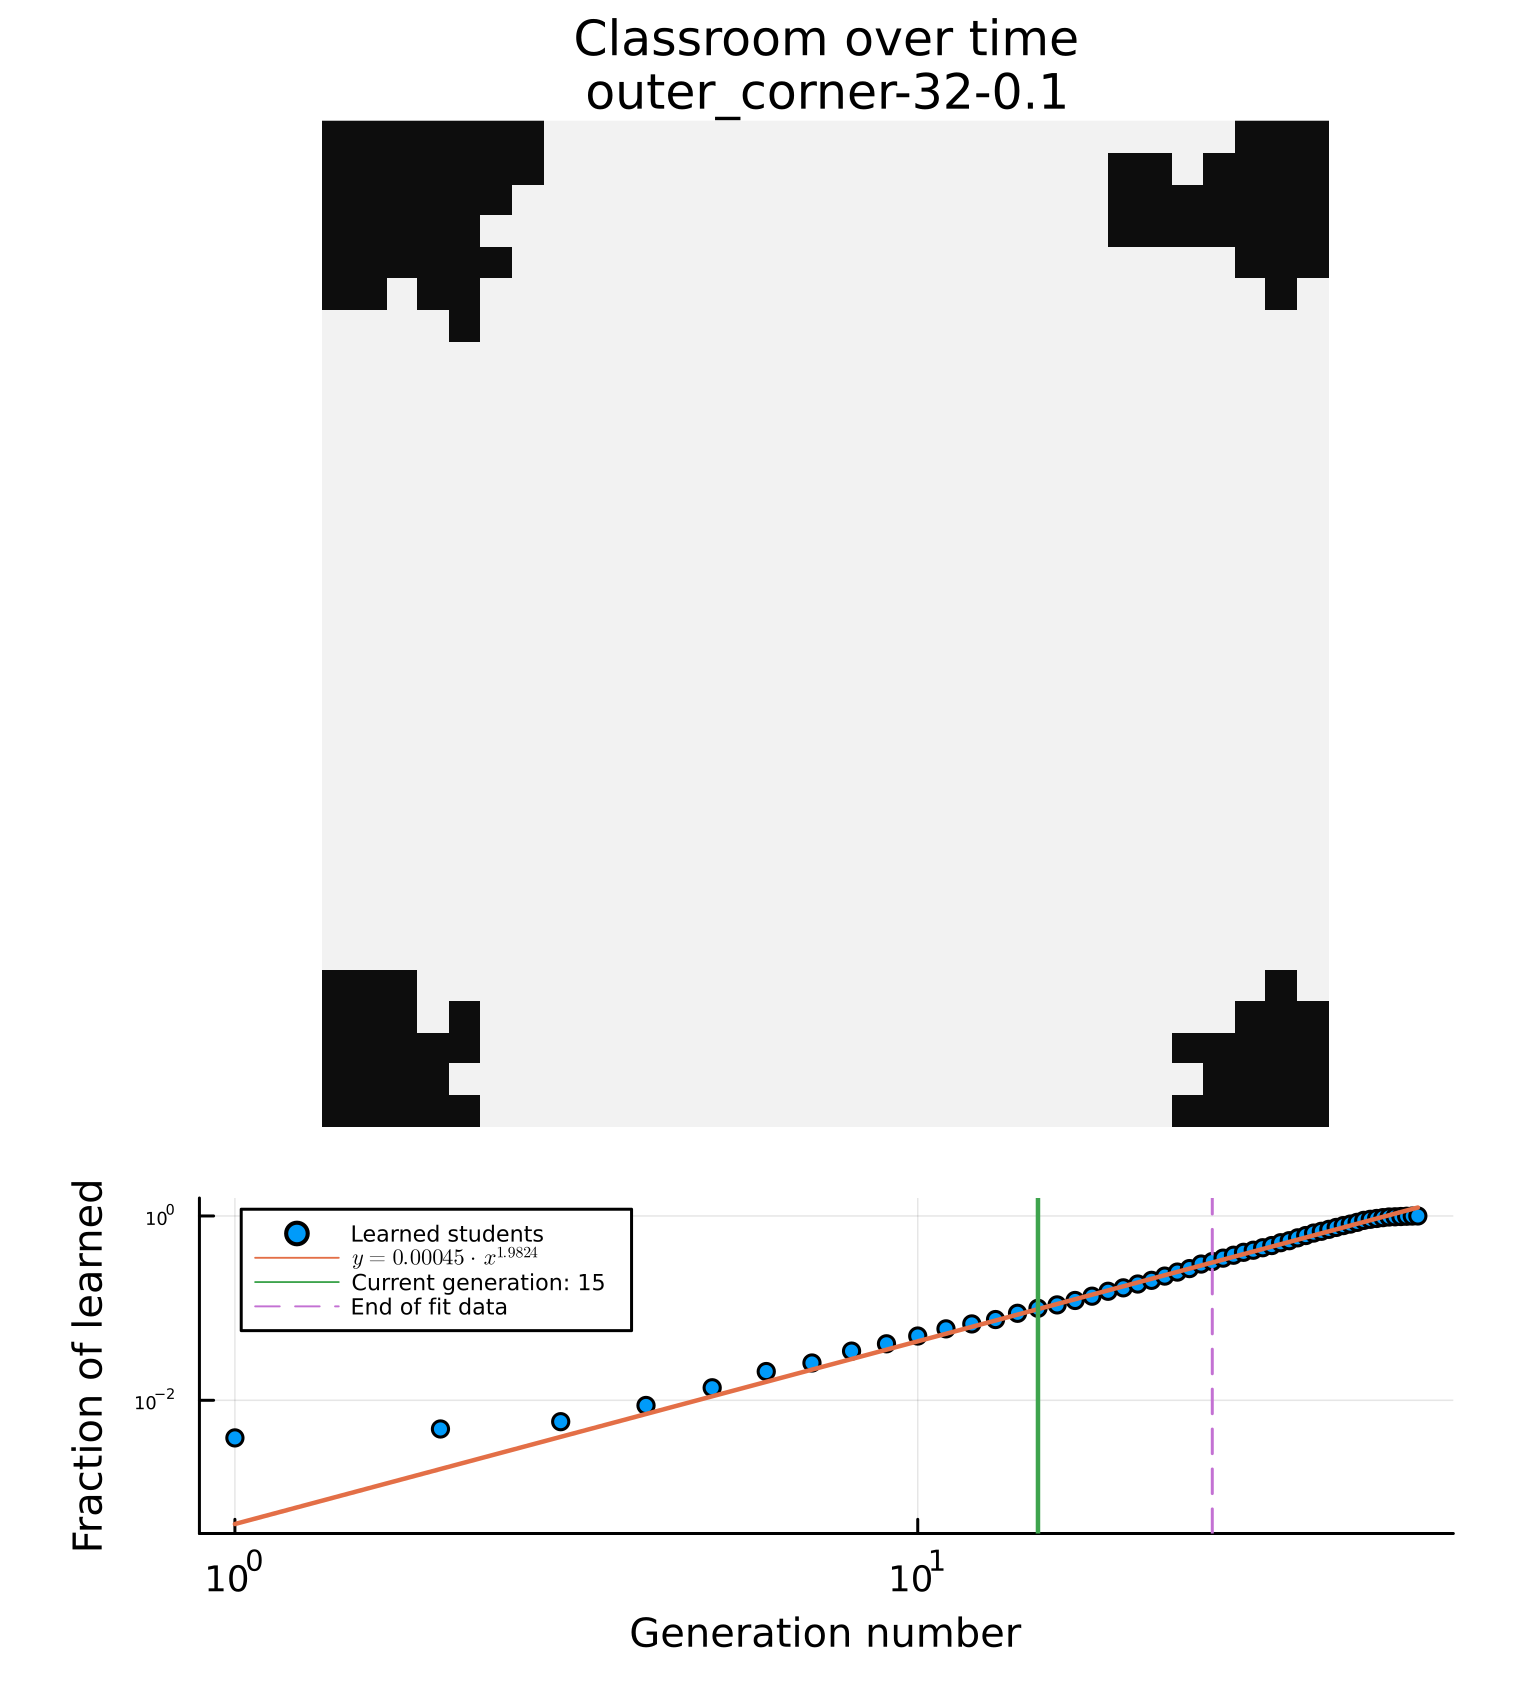 Classroom over time
outer_corner-32-0.1
Fraction of learned
10^0
10^−2
Learned students
y = 0.00045 · x^1.9824
Current generation: 15
End of fit data
10^0
10^1
Generation number